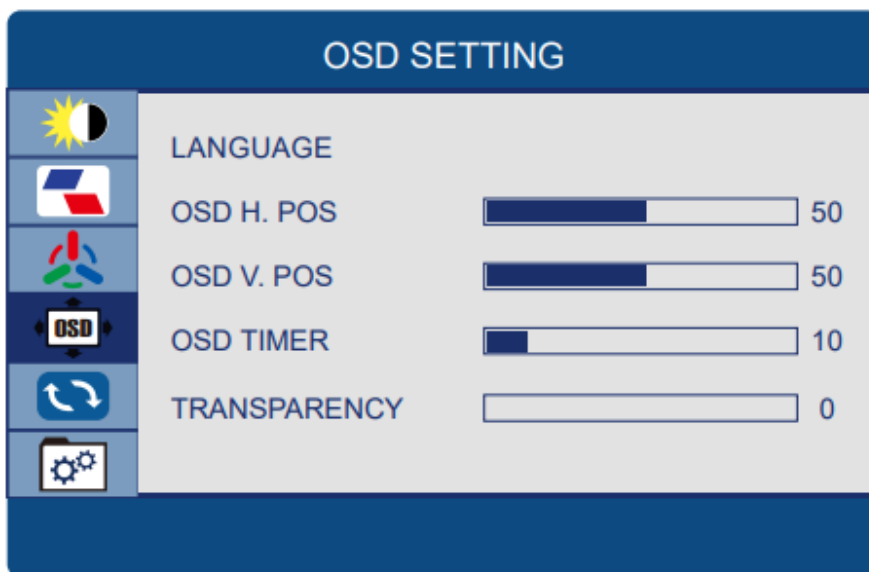 OSD SETTING
LANGUAGE
OSD H. POS 50
OSD V. POS 50
OSD
OSD TIMER 10
TRANSPARENCY 0